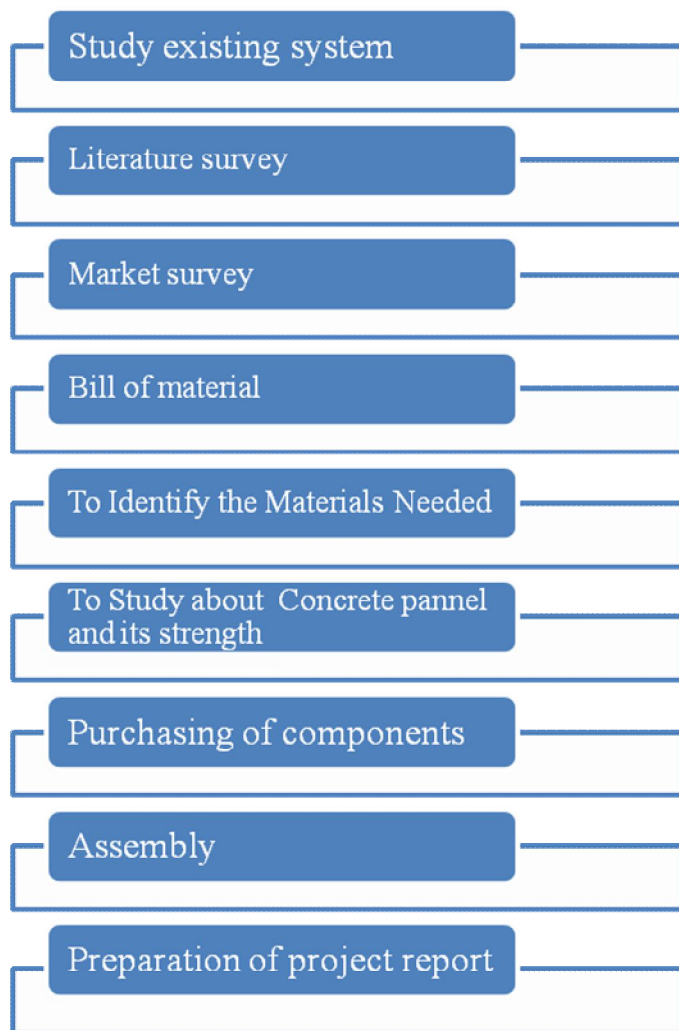 Study existing system
Literature survey
Market survey
Bill of material
To Identify the Materials Needed
To Study about Concrete pannel
and its strength
Purchasing of components
Assembly
Preparation of project report